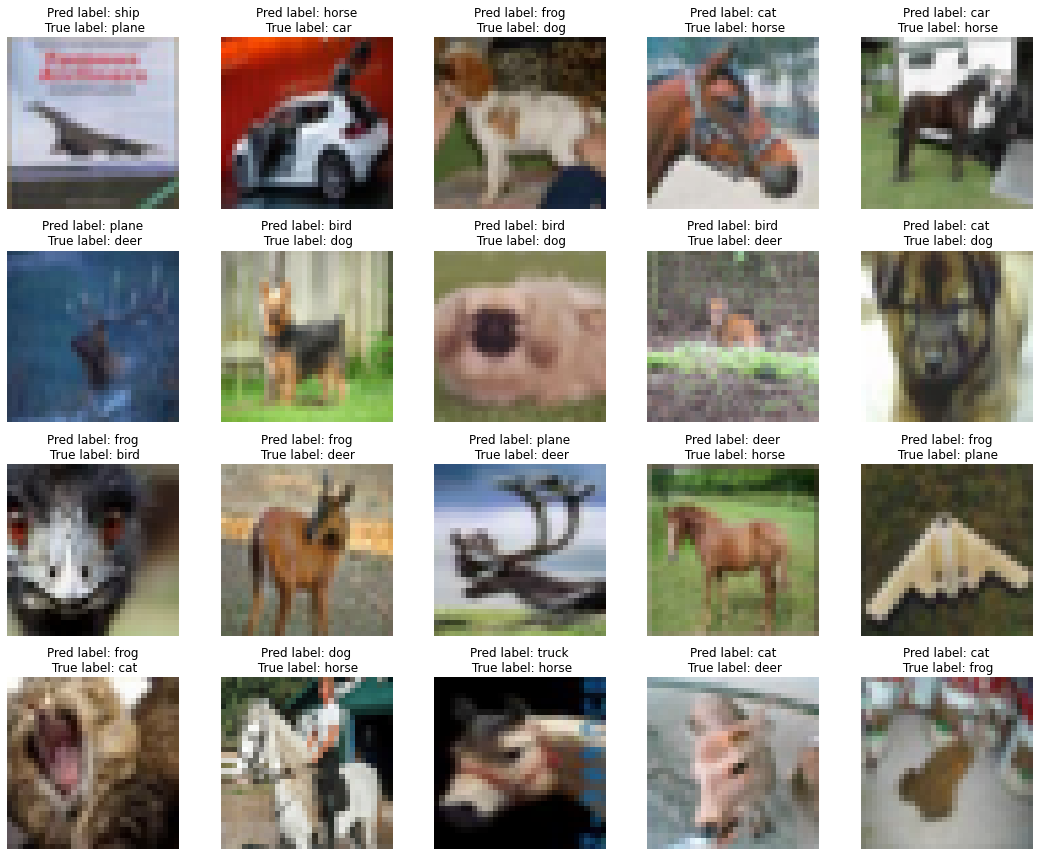 Pred label: ship
True label: plane
Pred label: horse
True label: car
Pred label: frog
True label: dog
Pred label: cat
True label: horse
Pred label: car
True label: horse
Pred label: plane
True label: deer
Pred label: bird
True label: dog
Pred label: bird
True label: dog
Pred label: bird
True label: deer
Pred label: cat
True label: dog
Pred label: frog
True label: bird
Pred label: frog
True label: deer
Pred label: plane
True label: deer
Pred label: deer
True label: horse
Pred label: frog
True label: plane
Pred label: frog
True label: cat
Pred label: dog
True label: horse
Pred label: truck
True label: horse
Pred label: cat
True label: deer
Pred label: cat
True label: frog